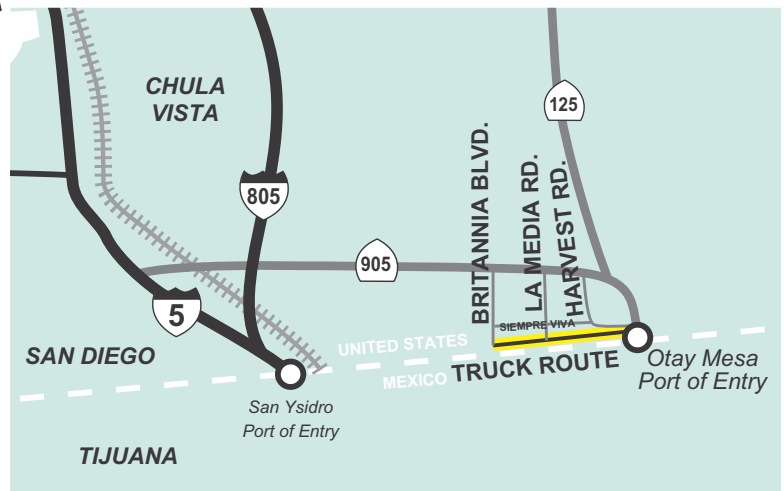 CHULA
VISTA
125
805
BRITANNIA BLVD.
LA MEDIA RD.
HARVEST RD.
905
5
SIEMPRE VIVA
UNITED STATES
SAN DIEGO
MEXICO
TRUCK ROUTE
Otay Mesa
Port of Entry
San Ysidro
Port of Entry
TIJUANA